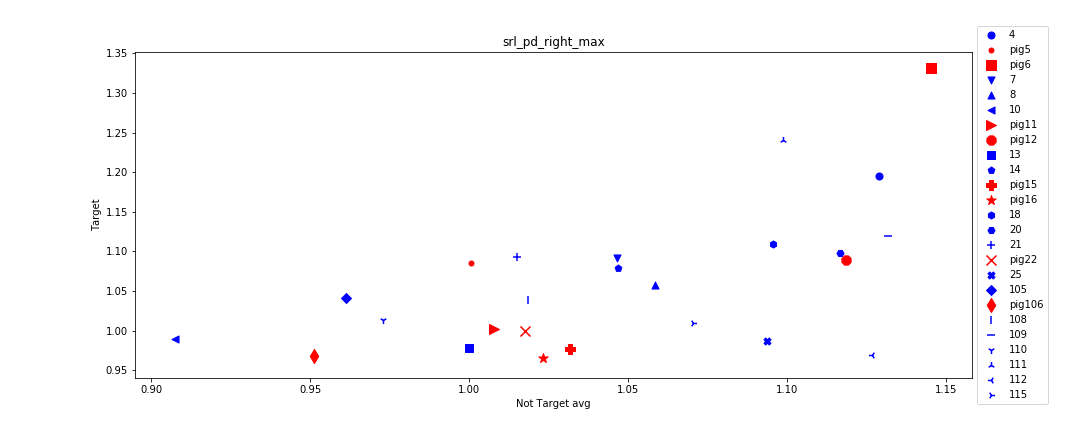 srl_pd_right_max
1.35
1.30
1.25
1.20
1.15
1.10
1.05
1.00
0.95
Target
0.90 0.95 1.00 1.05 1.10 1.15
Not Target avg
4
pig5
pig6
7
8
10
pig11
pig12
13
14
pig15
pig16
18
20
21
pig22
25
105
pig106
108
109
110
111
112
115